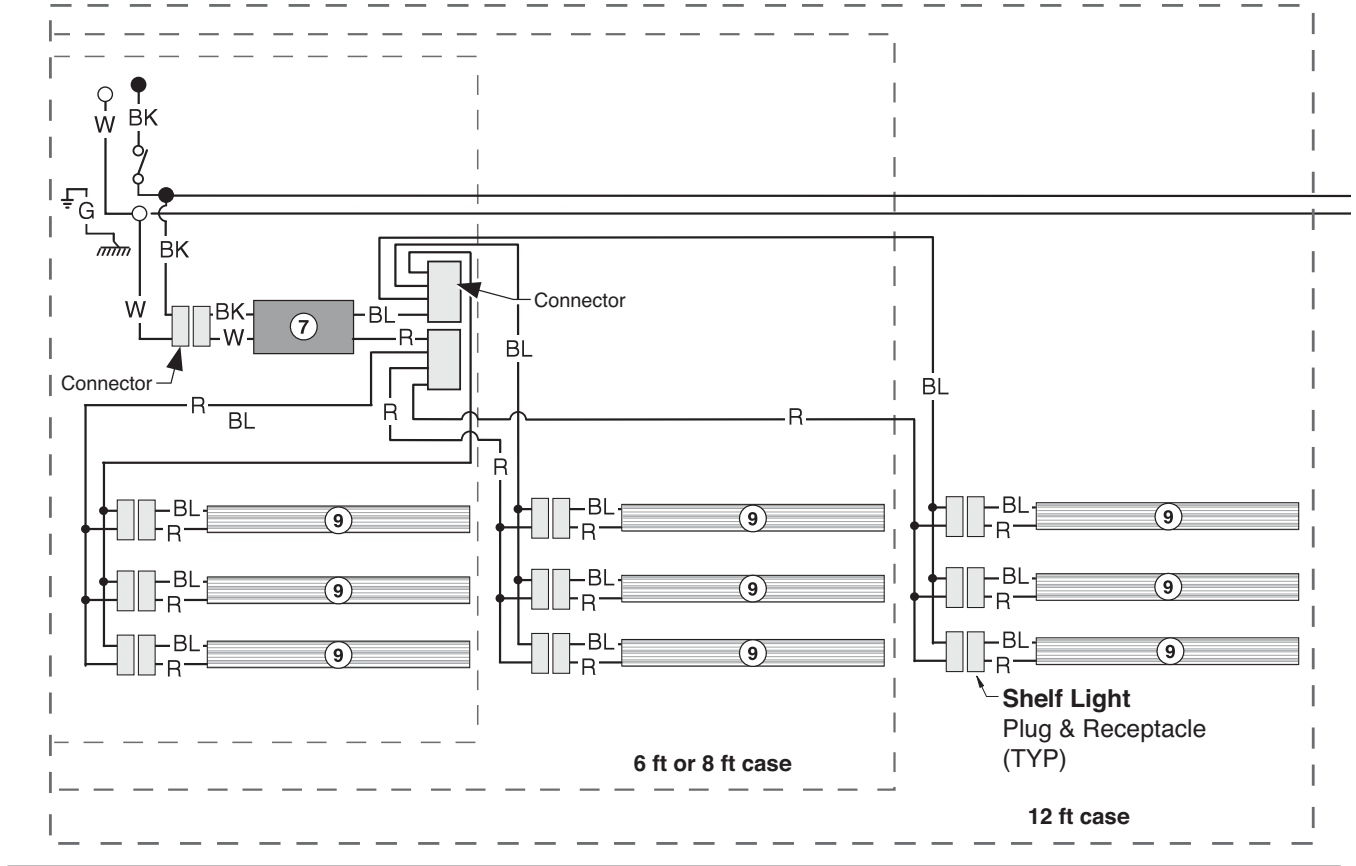 W
BK
G
BK
W
BK
W
7
BL
R
Connector
Connector
BL
BL
R
BL
R
R
R
BL
R
9
BL
R
9
BL
R
9
BL
R
9
BL
R
9
BL
R
9
BL
R
9
BL
R
9
BL
R
9
Shelf Light
Plug & Receptacle
(TYP)
6 ft or 8 ft case
12 ft case